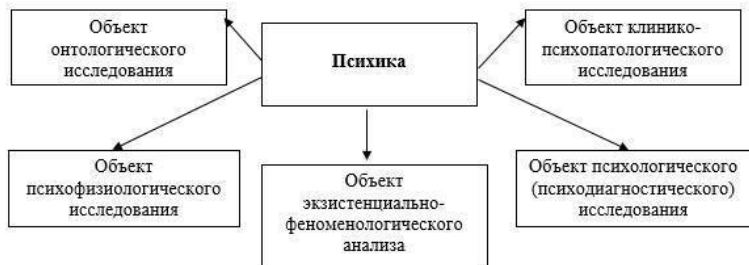 Объект
онтологического
исследования
Психика
Объект клинико-
психопатологического
исследования
Объект
психофизиологического
исследования
Объект
экзистенциально-
феноменологического
анализа
Объект психологического
(психодиагностического)
исследования